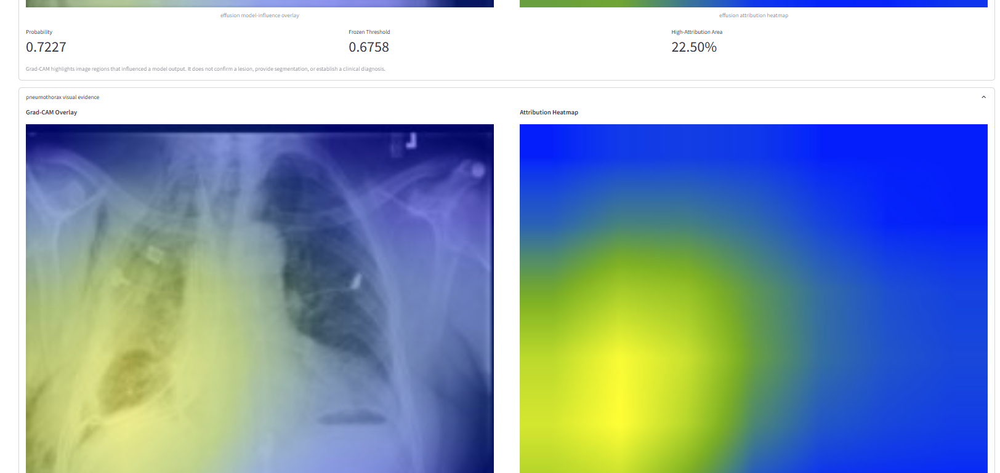 effusion model-influence overlay
effusion attribution heatmap
Probability
0.7227
Frozen Threshold
0.6758
High-Attribution Area
22.50%
Grad-CAM highlights image regions that influenced a model output. It does not confirm a lesion, provide segmentation, or establish a clinical diagnosis.
pneumothorax visual evidence
Grad-CAM Overlay
Attribution Heatmap